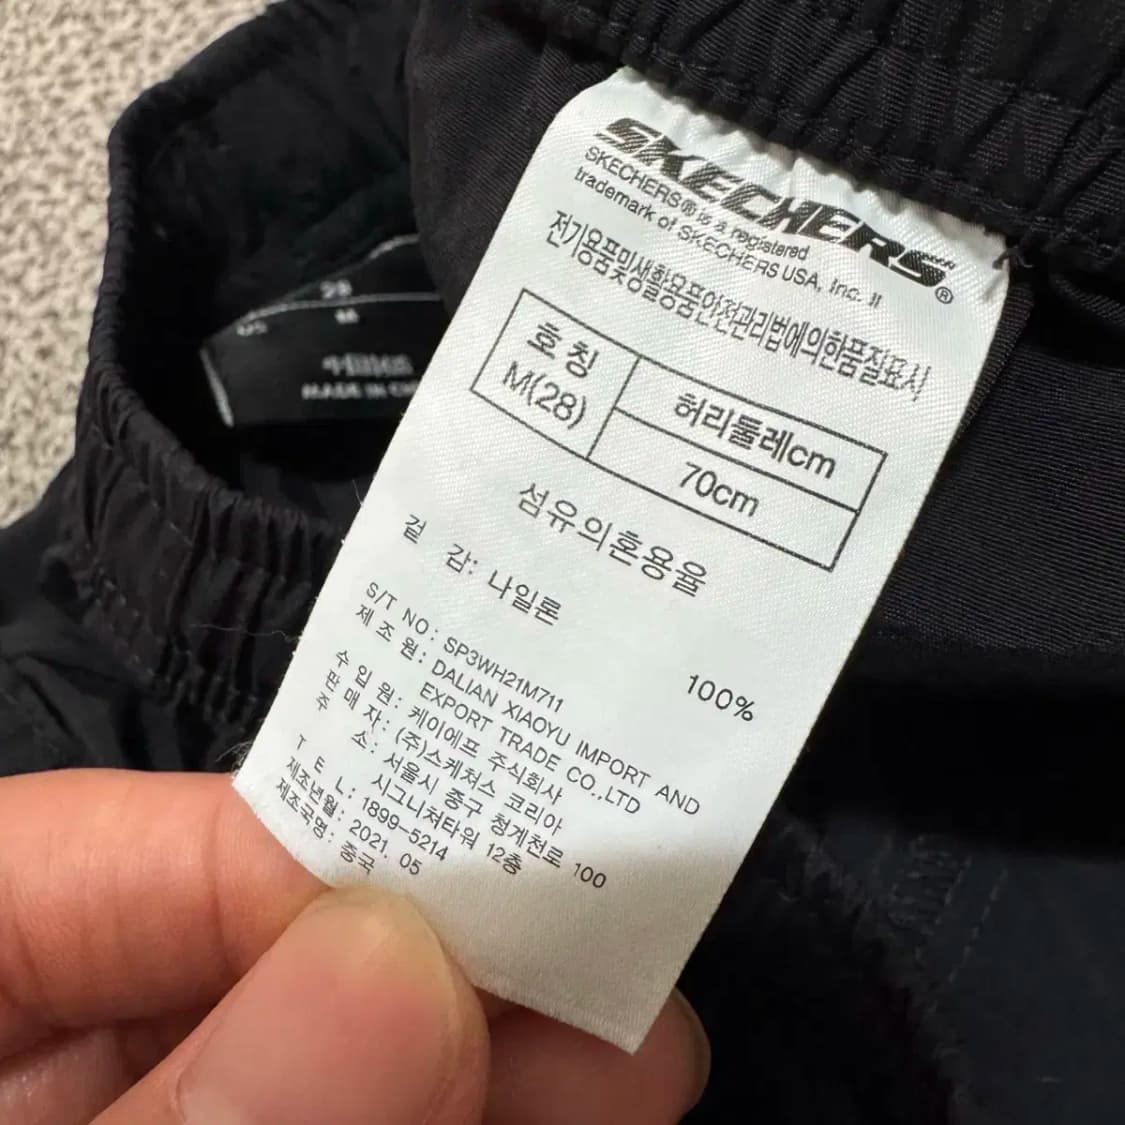 SKECHERS®
SKECHERS® is a registered
trademark of SKECHERS USA, Inc. II
전기용품및생활용품안전관리법에의한품질표시
호칭 허리둘레cm
M(28) 70cm
섬유의혼용율
겉 감: 나일론 100%
S/T NO: SP3WH21M711
제 조 원: DALIAN XIAOYU IMPORT AND
EXPORT TRADE CO.,LTD
수 입 원: 케이에프 주식회사
판 매 자: (주)스케쳐스 코리아
주 소: 서울시 중구 청계천로 100
시그니쳐타워 12층
T E L: 1899-5214
제조년월: 2021. 05
제조국명: 중국
28
US M
MADE IN